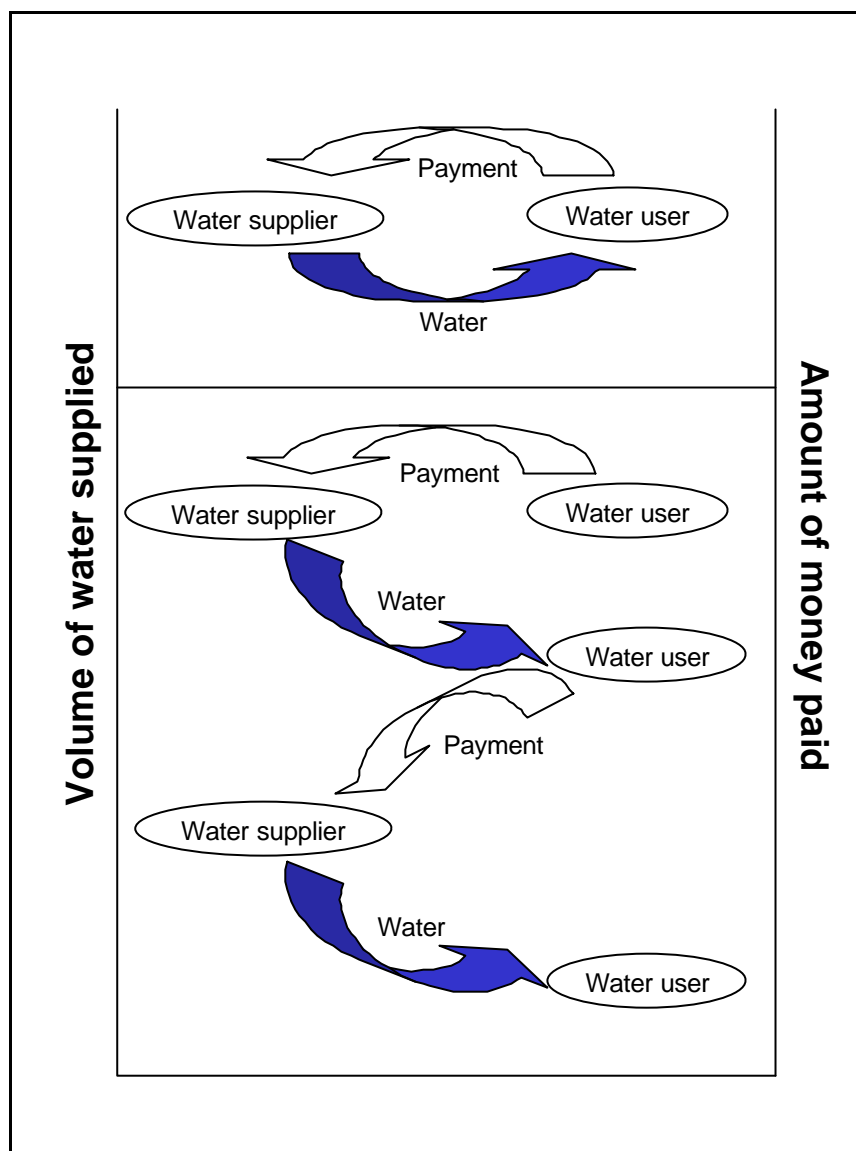 Payment
Water supplier
Water user
Water
Volume of water supplied
Amount of money paid
Payment
Water supplier
Water user
Water
Water user
Payment
Water supplier
Water
Water user